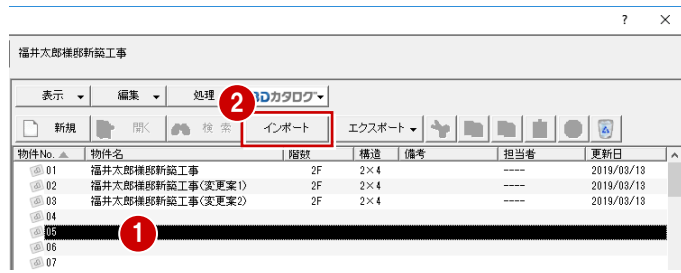 ? ×
福井太郎様邸新築工事
表示 編集 処理 3Dカタログ
新規 開く 検索 インポート エクスポート
2
物件No. 物件名 階数 構造 備考 担当者 更新日
01 福井太郎様邸新築工事 2F 2×4 ---- 2019/03/13
02 福井太郎様邸新築工事(変更案1) 2F 2×4 ---- 2019/03/13
03 福井太郎様邸新築工事(変更案2) 2F 2×4 ---- 2019/03/13
04
05
1
06
07